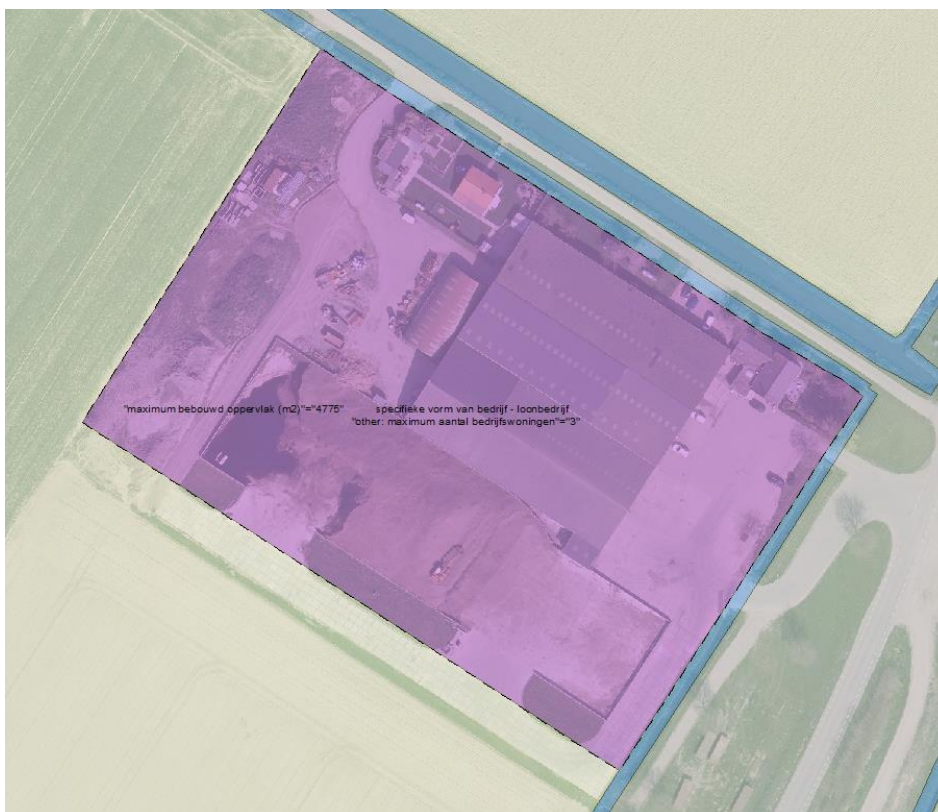 "maximum bebouwd oppervlak (m2)"="4775"
specifieke vorm van bedrijf - loonbedrijf
"other: maximum aantal bedrijfswoningen"="3"